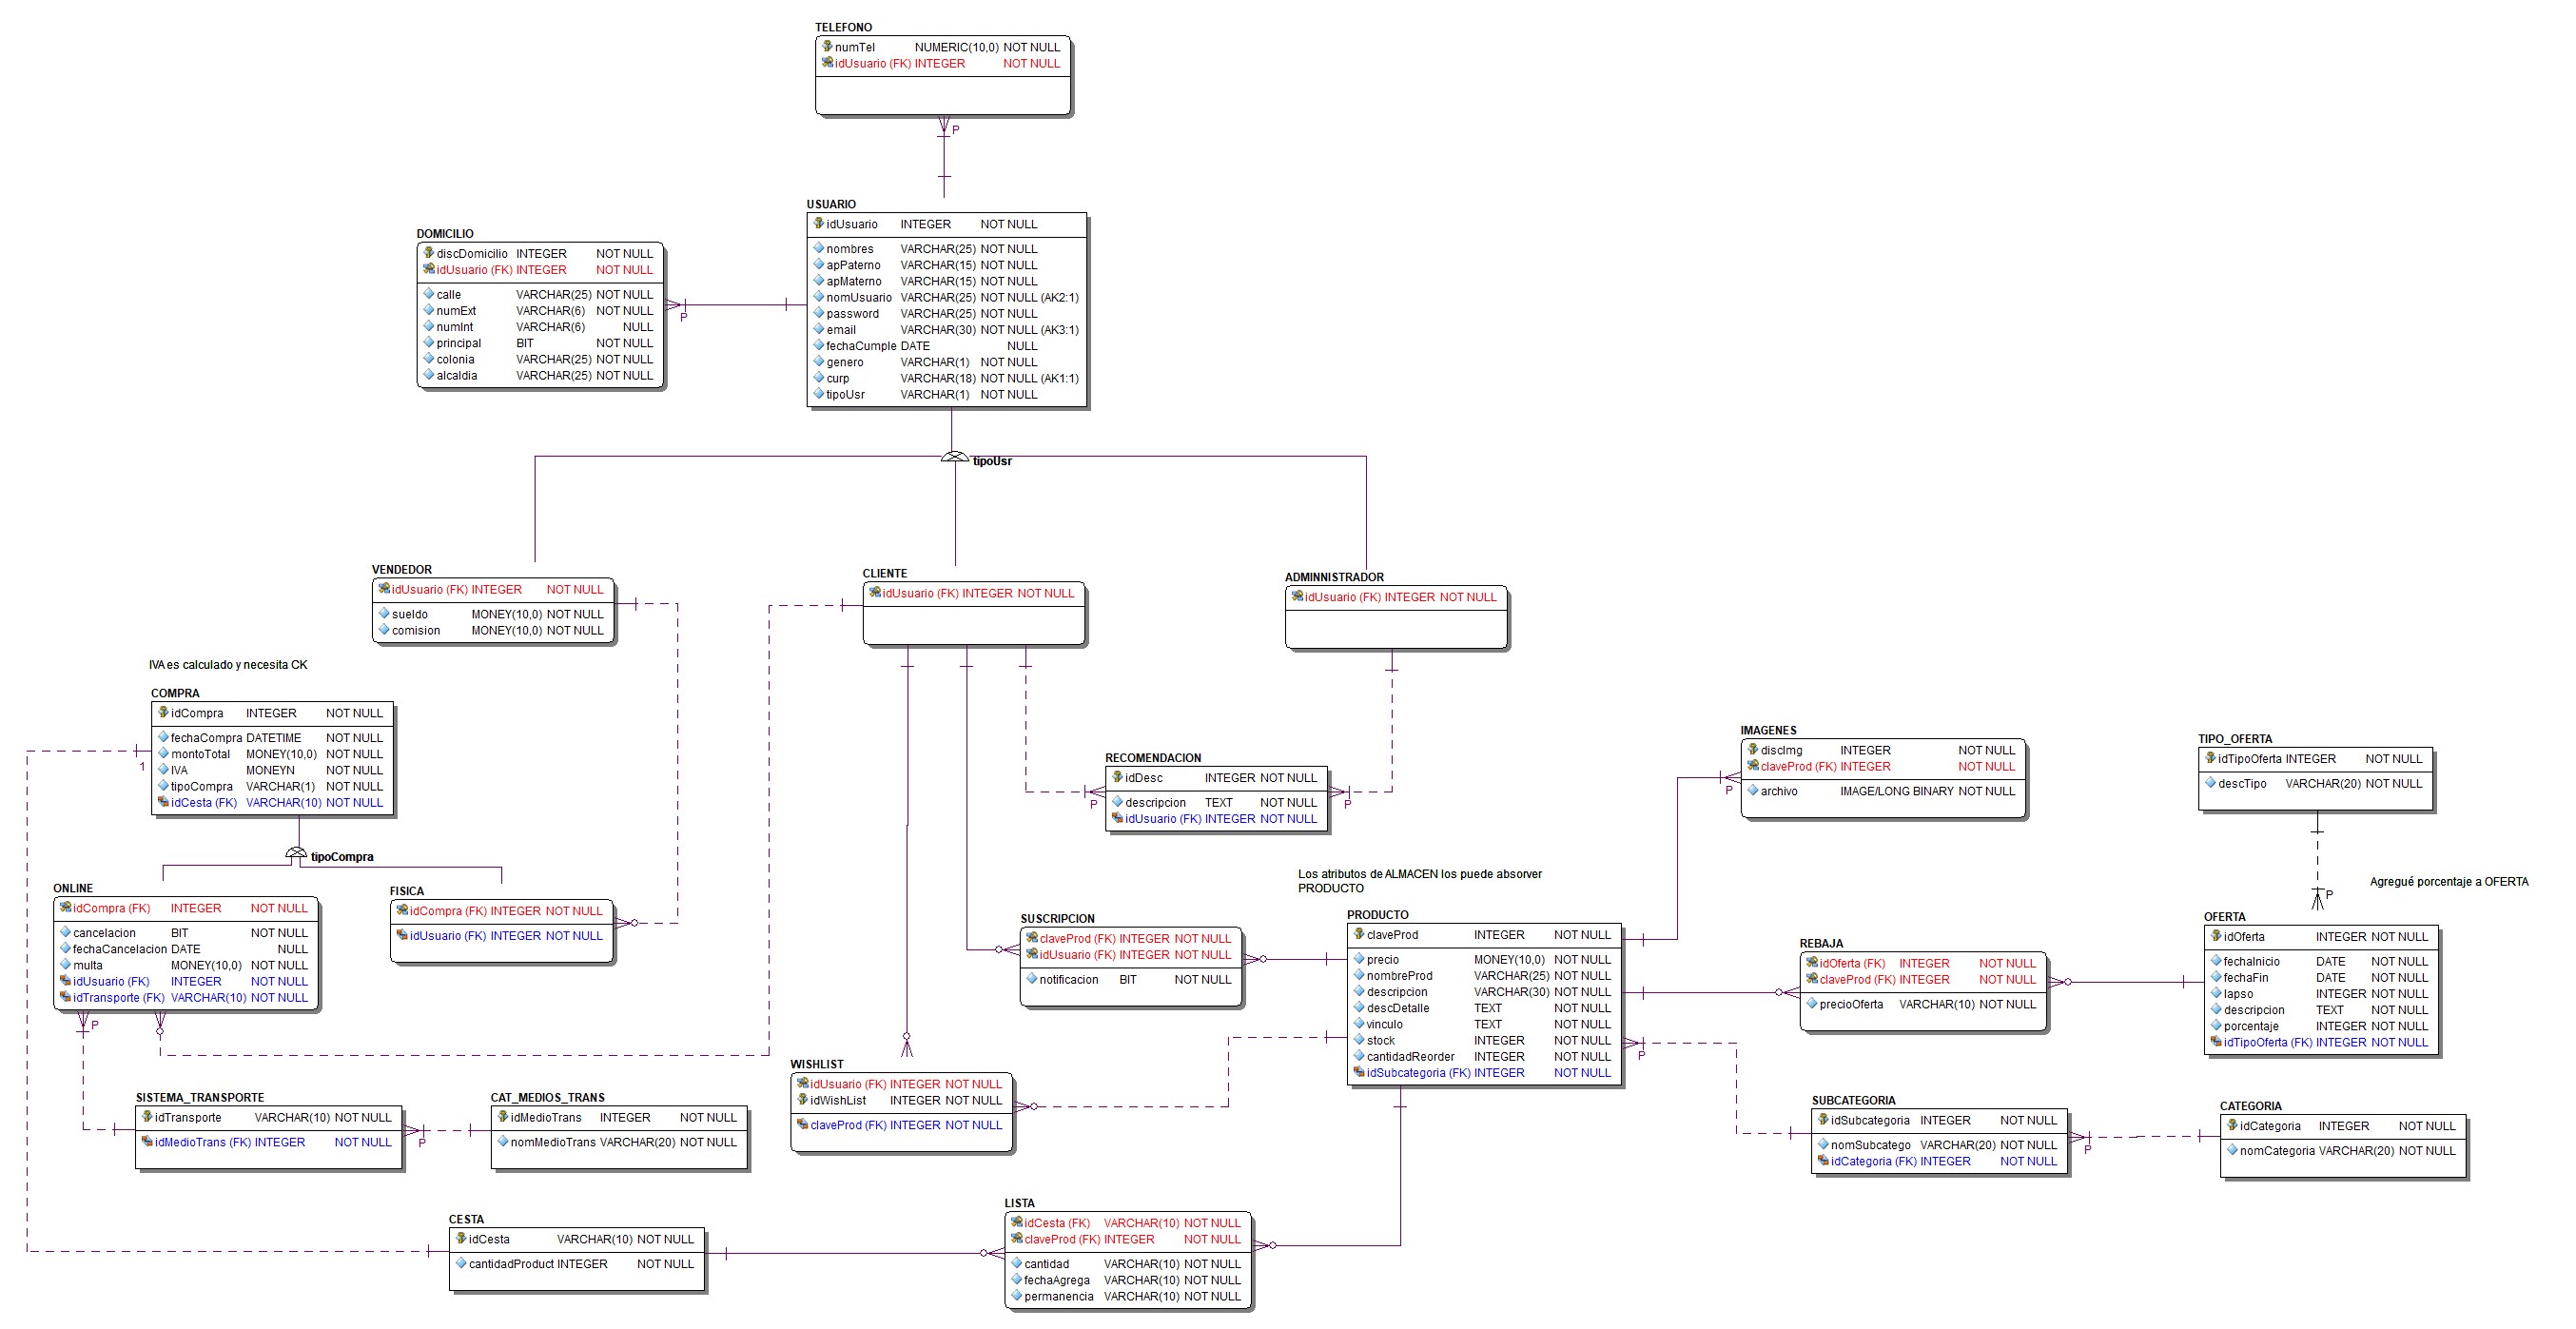 TELEFONO
numTel NUMERIC(10,0) NOT NULL
idUsuario (FK) INTEGER NOT NULL
P
USUARIO
idUsuario INTEGER NOT NULL
nombres VARCHAR(25) NOT NULL
apPaterno VARCHAR(15) NOT NULL
apMaterno VARCHAR(15) NOT NULL
nomUsuario VARCHAR(25) NOT NULL (AK2:1)
password VARCHAR(25) NOT NULL
email VARCHAR(30) NOT NULL (AK3:1)
fechaCumple DATE NULL
genero VARCHAR(1) NOT NULL
curp VARCHAR(18) NOT NULL (AK1:1)
tipoUsr VARCHAR(1) NOT NULL
DOMICILIO
discDomicilio INTEGER NOT NULL
idUsuario (FK) INTEGER NOT NULL
calle VARCHAR(25) NOT NULL
numExt VARCHAR(6) NOT NULL
numInt VARCHAR(6) NULL
principal BIT NOT NULL
colonia VARCHAR(25) NOT NULL
alcaldia VARCHAR(25) NOT NULL
P
tipoUsr
VENDEDOR
idUsuario (FK) INTEGER NOT NULL
sueldo MONEY(10,0) NOT NULL
comision MONEY(10,0) NOT NULL
CLIENTE
idUsuario (FK) INTEGER NOT NULL
ADMINNISTRADOR
idUsuario (FK) INTEGER NOT NULL
IVA es calculado y necesita CK
COMPRA
idCompra INTEGER NOT NULL
fechaCompra DATETIME NOT NULL
montoTotal MONEY(10,0) NOT NULL
IVA MONEYN NOT NULL
tipoCompra VARCHAR(1) NOT NULL
idCesta (FK) VARCHAR(10) NOT NULL
1
tipoCompra
RECOMENDACION
idDesc INTEGER NOT NULL
descripcion TEXT NOT NULL
idUsuario (FK) INTEGER NOT NULL
P
P
IMAGENES
discImg INTEGER NOT NULL
claveProd (FK) INTEGER NOT NULL
archivo IMAGE/LONG BINARY NOT NULL
P
TIPO_OFERTA
idTipoOferta INTEGER NOT NULL
descTipo VARCHAR(20) NOT NULL
P
Agregué porcentaje a OFERTA
ONLINE
idCompra (FK) INTEGER NOT NULL
cancelacion BIT NOT NULL
fechaCancelacion DATE NULL
multa MONEY(10,0) NOT NULL
idUsuario (FK) INTEGER NOT NULL
idTransporte (FK) VARCHAR(10) NOT NULL
P
FISICA
idCompra (FK) INTEGER NOT NULL
idUsuario (FK) INTEGER NOT NULL
SUSCRIPCION
claveProd (FK) INTEGER NOT NULL
idUsuario (FK) INTEGER NOT NULL
notificacion BIT NOT NULL
Los atributos de ALMACEN los puede absorver
PRODUCTO
PRODUCTO
claveProd INTEGER NOT NULL
precio MONEY(10,0) NOT NULL
nombreProd VARCHAR(25) NOT NULL
descripcion VARCHAR(30) NOT NULL
descDetalle TEXT NOT NULL
vinculo TEXT NOT NULL
stock INTEGER NOT NULL
cantidadReorder INTEGER NOT NULL
idSubcategoria (FK) INTEGER NOT NULL
P
REBAJA
idOferta (FK) INTEGER NOT NULL
claveProd (FK) INTEGER NOT NULL
precioOferta VARCHAR(10) NOT NULL
OFERTA
idOferta INTEGER NOT NULL
fechaInicio DATE NOT NULL
fechaFin DATE NOT NULL
lapso INTEGER NOT NULL
descripcion TEXT NOT NULL
porcentaje INTEGER NOT NULL
idTipoOferta (FK) INTEGER NOT NULL
WISHLIST
idUsuario (FK) INTEGER NOT NULL
idWishList INTEGER NOT NULL
claveProd (FK) INTEGER NOT NULL
SISTEMA_TRANSPORTE
idTransporte VARCHAR(10) NOT NULL
idMedioTrans (FK) INTEGER NOT NULL
P
CAT_MEDIOS_TRANS
idMedioTrans INTEGER NOT NULL
nomMedioTrans VARCHAR(20) NOT NULL
SUBCATEGORIA
idSubcategoria INTEGER NOT NULL
nomSubcatego VARCHAR(20) NOT NULL
idCategoria (FK) INTEGER NOT NULL
P
CATEGORIA
idCategoria INTEGER NOT NULL
nomCategoria VARCHAR(20) NOT NULL
CESTA
idCesta VARCHAR(10) NOT NULL
cantidadProduct INTEGER NOT NULL
LISTA
idCesta (FK) VARCHAR(10) NOT NULL
claveProd (FK) INTEGER NOT NULL
cantidad VARCHAR(10) NOT NULL
fechaAgrega VARCHAR(10) NOT NULL
permanencia VARCHAR(10) NOT NULL